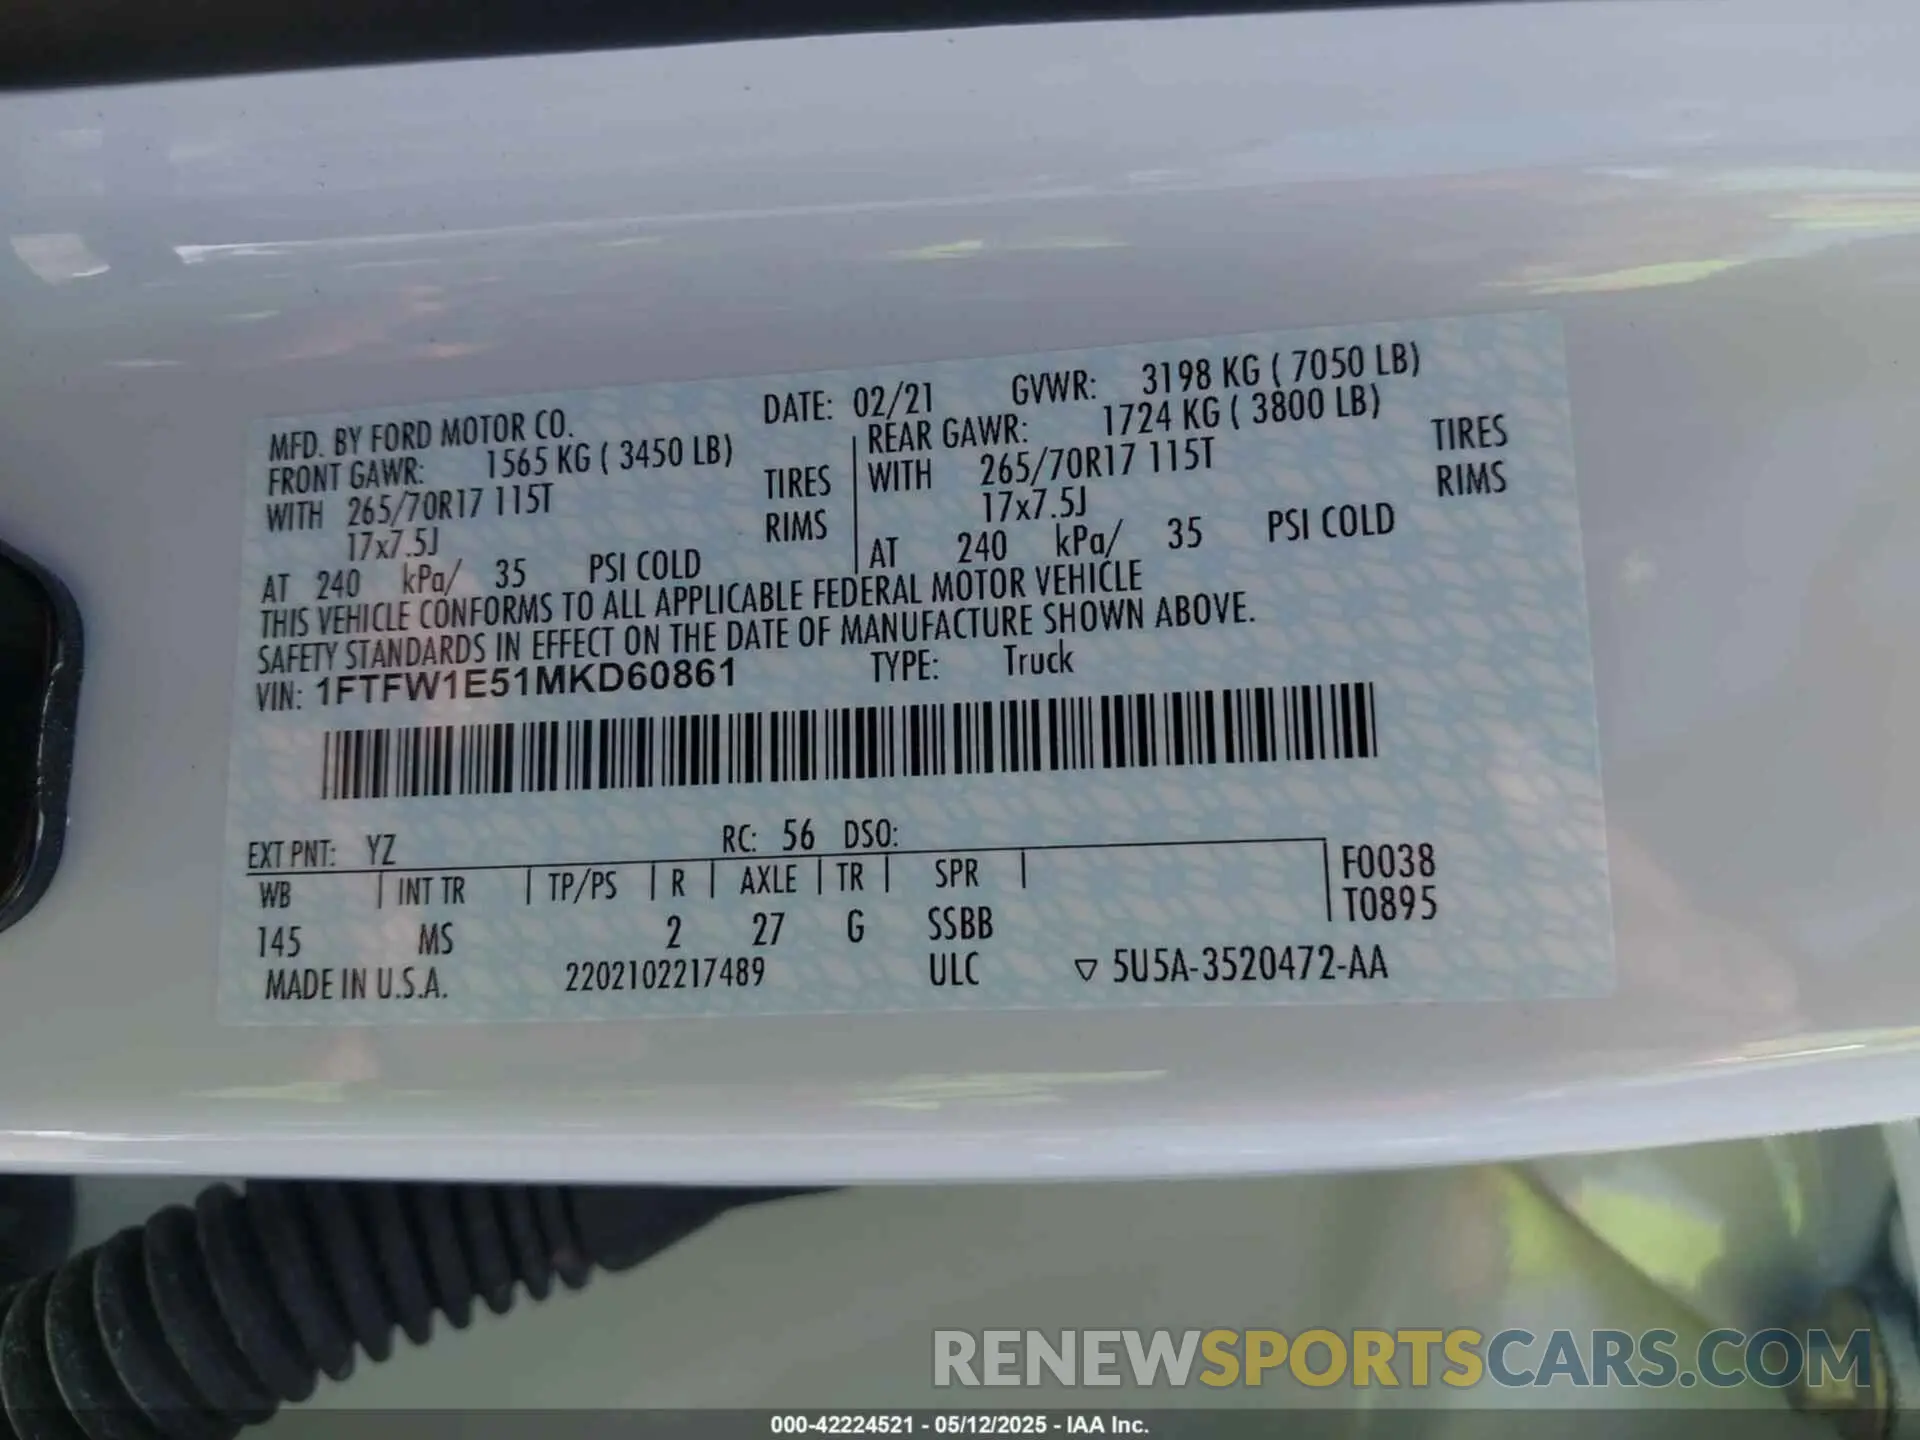 MFD. BY FORD MOTOR CO. DATE: 02/21 GVWR: 3198 KG ( 7050 LB)
FRONT GAWR: 1565 KG ( 3450 LB) REAR GAWR: 1724 KG ( 3800 LB)
WITH 265/70R17 115T TIRES WITH 265/70R17 115T TIRES
17x7.5J RIMS 17x7.5J RIMS
AT 240 kPa/ 35 PSI COLD AT 240 kPa/ 35 PSI COLD
THIS VEHICLE CONFORMS TO ALL APPLICABLE FEDERAL MOTOR VEHICLE
SAFETY STANDARDS IN EFFECT ON THE DATE OF MANUFACTURE SHOWN ABOVE.
VIN: 1FTFW1E51MKD60861 TYPE: Truck
EXT PNT: YZ RC: 56 DSO:
WB INT TR TP/PS R AXLE TR SPR F0038
145 MS 2 27 G SSBB T0895
MADE IN U.S.A. 2202102217489 ULC ▽ 5U5A-3520472-AA
RENEWSPORTSCARS.COM
000-42224521 - 05/12/2025 - IAA Inc.